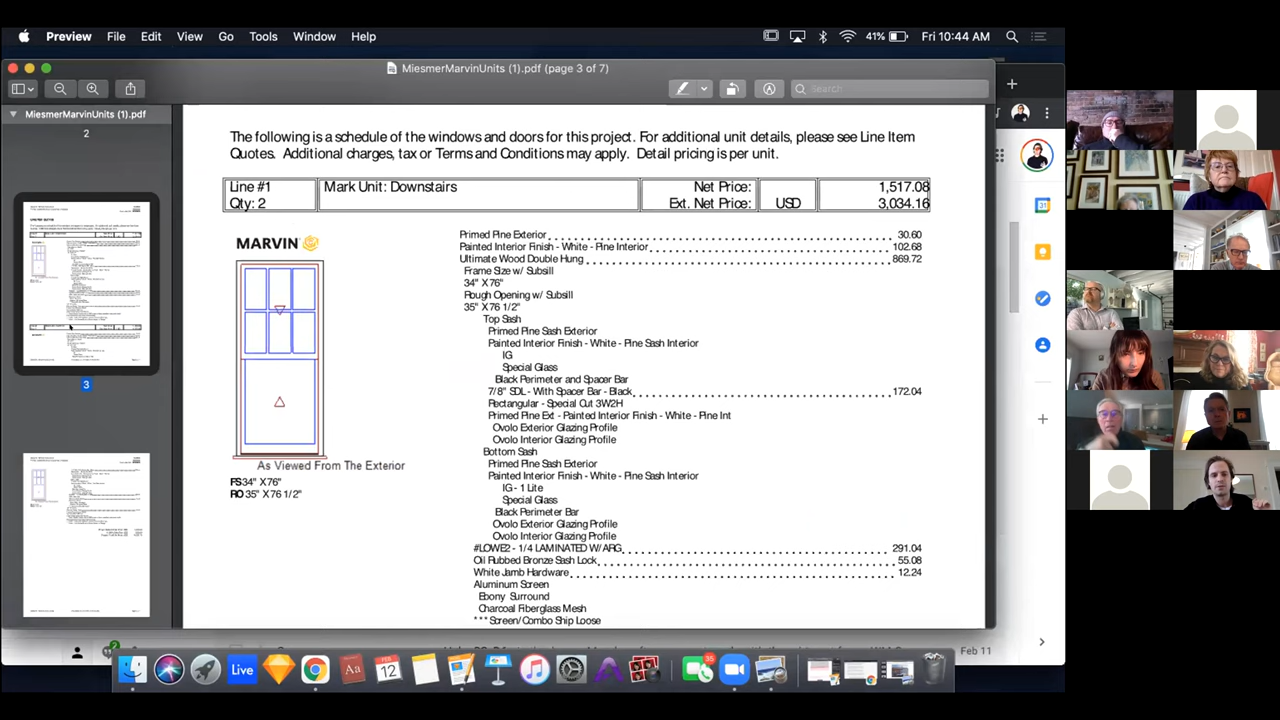 Preview File Edit View Go Tools Window Help 41% Fri 10:44 AM
MiesmerMarvinUnits (1).pdf (page 3 of 7)
Search
MiesmerMarvinUnits (1).pdf
2
3
The following is a schedule of the windows and doors for this project. For additional unit details, please see Line Item
Quotes. Additional charges, tax or Terms and Conditions may apply. Detail pricing is per unit.
Line #1 Mark Unit: Downstairs Net Price: 1,517.08
Qty: 2 Ext. Net Price: USD 3,034.16
MARVIN
As Viewed From The Exterior
FS 34" X 76"
RO 35" X 76 1/2"
Primed Pine Exterior 30.60
Painted Interior Finish - White - Pine Interior 102.68
Ultimate Wood Double Hung 869.72
Frame Size w/ Subsill
34" X 76"
Rough Opening w/ Subsill
35" X 76 1/2"
Top Sash
Primed Pine Sash Exterior
Painted Interior Finish - White - Pine Sash Interior
IG
Special Glass
Black Perimeter and Spacer Bar
7/8" SDL - With Spacer Bar - Black 172.04
Rectangular - Special Cut 3W2H
Primed Pine Ext - Painted Interior Finish - White - Pine Int
Ovolo Exterior Glazing Profile
Ovolo Interior Glazing Profile
Bottom Sash
Primed Pine Sash Exterior
Painted Interior Finish - White - Pine Sash Interior
IG - 1 Lite
Special Glass
Black Perimeter Bar
Ovolo Exterior Glazing Profile
Ovolo Interior Glazing Profile
#LOWE2 - 1/4 LAMINATED W/ARG 291.04
Oil Rubbed Bronze Sash Lock 55.08
White Jamb Hardware 12.24
Aluminum Screen
Ebony Surround
Charcoal Fiberglass Mesh
***Screen/Combo Ship Loose
31
2
Feb 11
Live
Aa
FEB
12
35